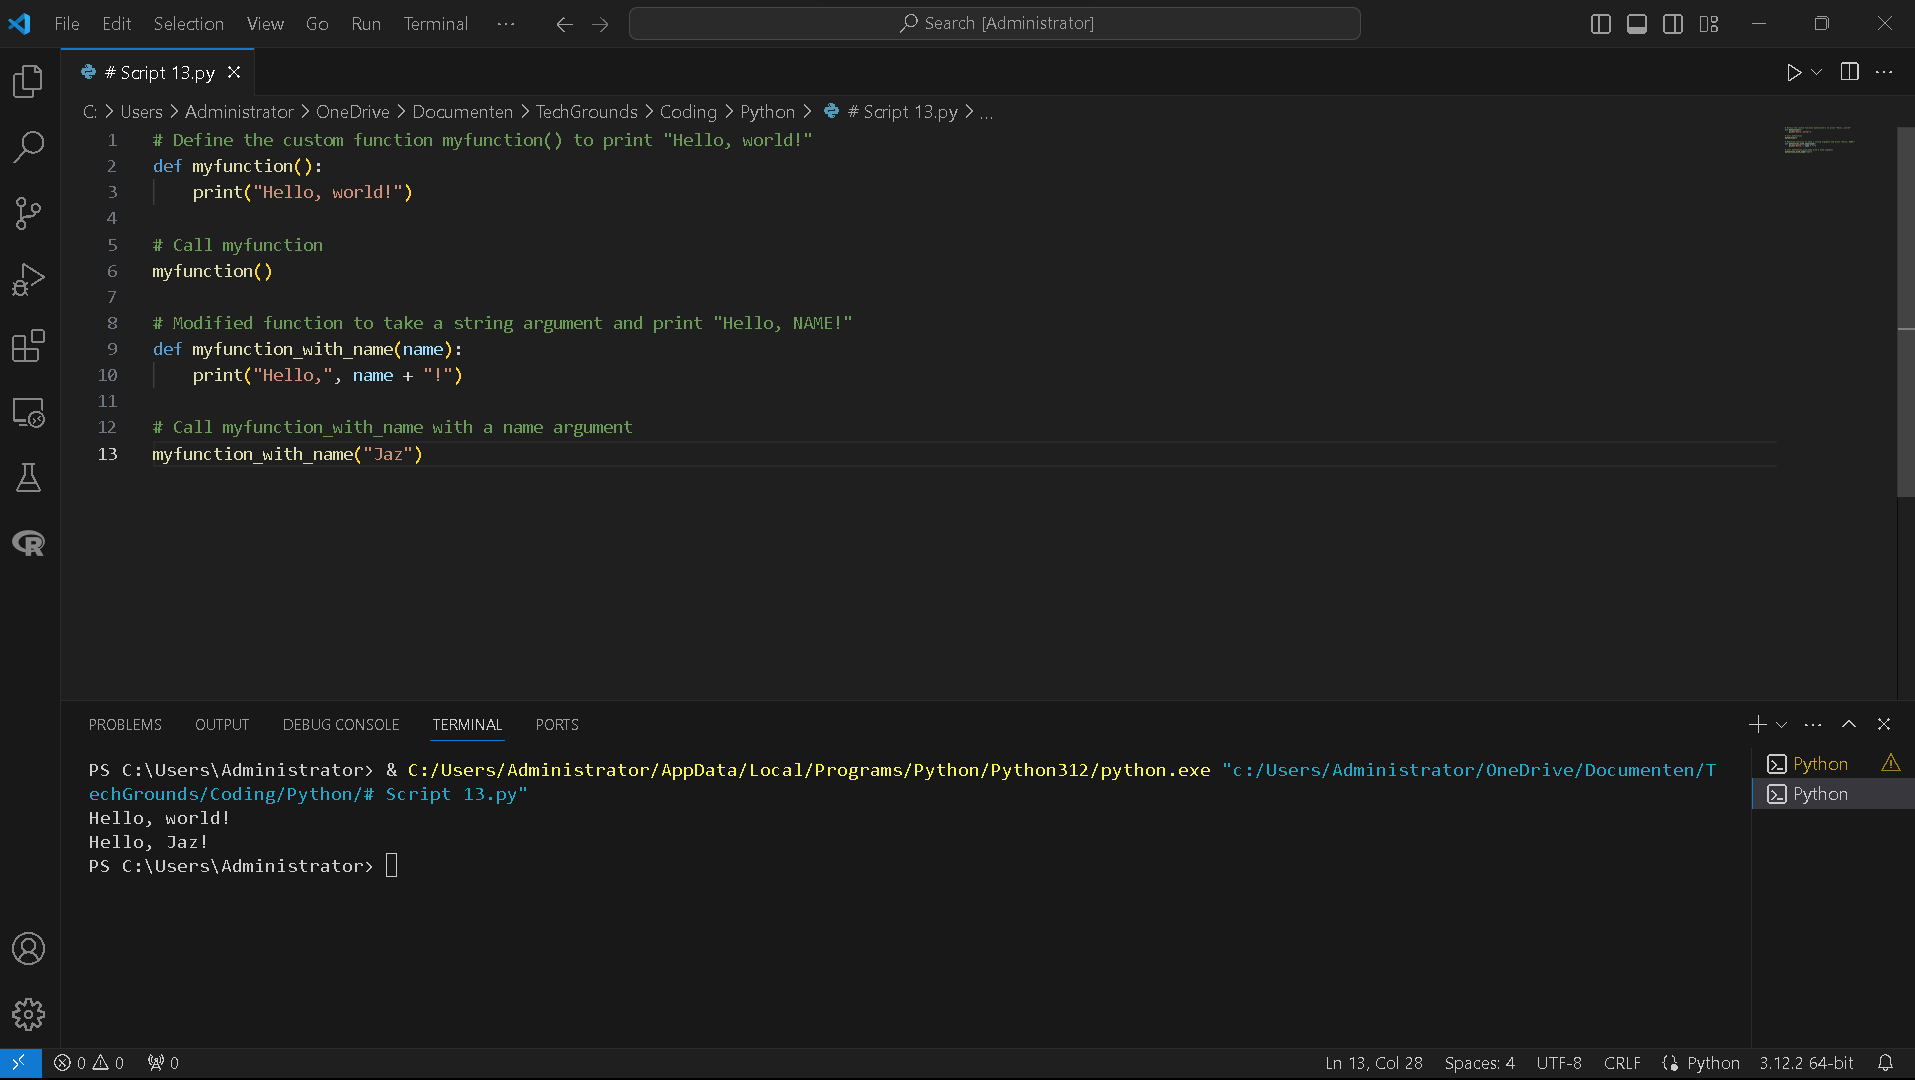 File Edit Selection View Go Run Terminal ··· Search [Administrator]
# Script 13.py
C: > Users > Administrator > OneDrive > Documenten > TechGrounds > Coding > Python > # Script 13.py > ...
1 # Define the custom function myfunction() to print "Hello, world!"
2 def myfunction():
3     print("Hello, world!")
4
5 # Call myfunction
6 myfunction()
7
8 # Modified function to take a string argument and print "Hello, NAME!"
9 def myfunction_with_name(name):
10     print("Hello,", name + "!")
11
12 # Call myfunction_with_name with a name argument
13 myfunction_with_name("Jaz")
PROBLEMS OUTPUT DEBUG CONSOLE TERMINAL PORTS
PS C:\Users\Administrator> & C:/Users/Administrator/AppData/Local/Programs/Python/Python312/python.exe "c:/Users/Administrator/OneDrive/Documenten/T
echGrounds/Coding/Python/# Script 13.py"
Hello, world!
Hello, Jaz!
PS C:\Users\Administrator>
Python
Python
0 0 0 Ln 13, Col 28 Spaces: 4 UTF-8 CRLF Python 3.12.2 64-bit